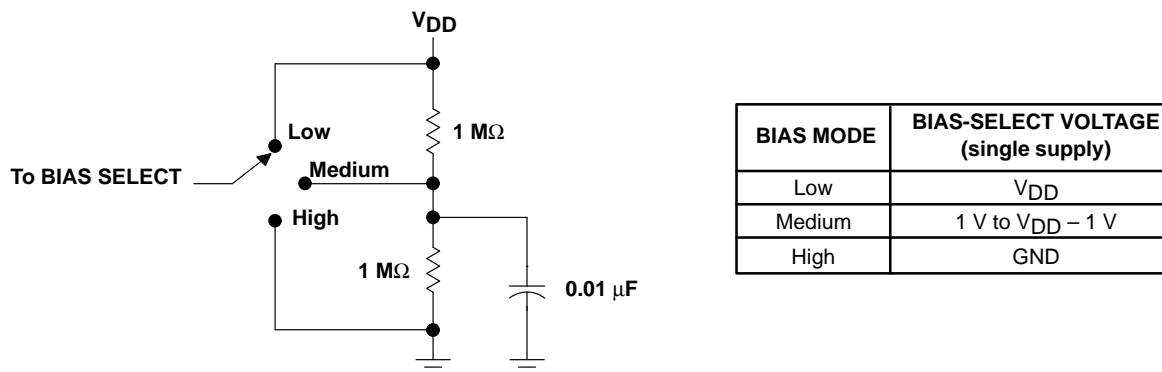 VDD
Low
1 MΩ
Medium
To BIAS SELECT
High
1 MΩ
0.01 µF
BIAS MODE
BIAS-SELECT VOLTAGE
(single supply)
Low
VDD
Medium
1 V to VDD – 1 V
High
GND